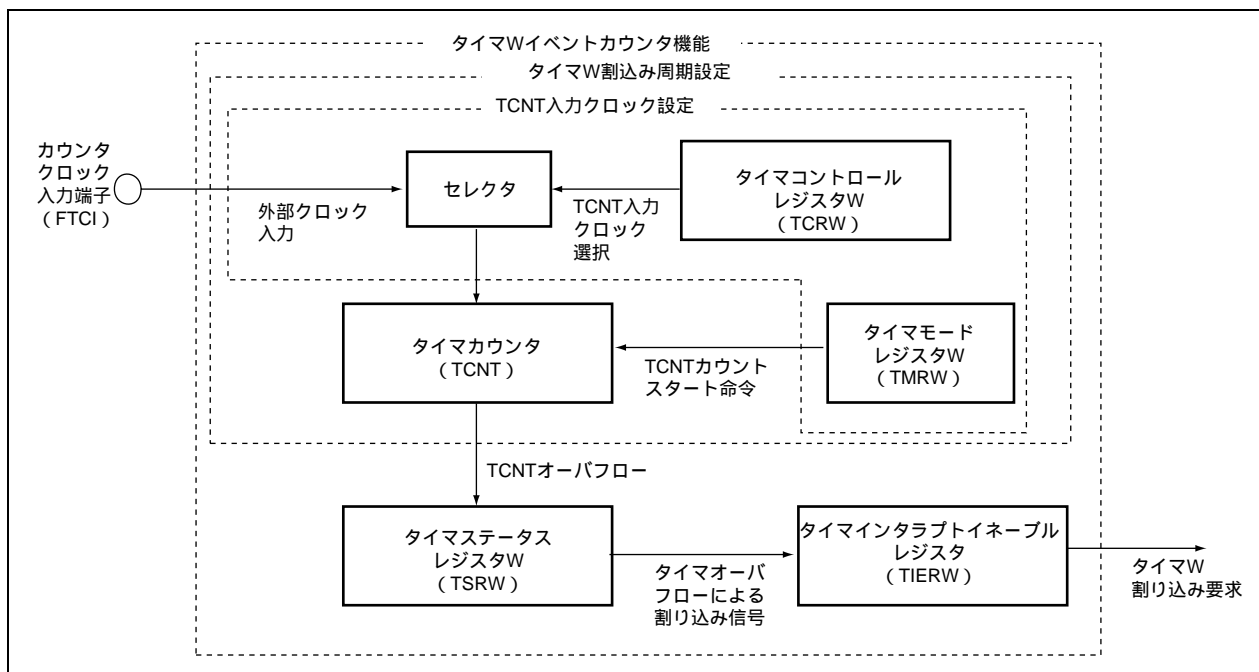 タイマWイベントカウンタ機能
タイマW割込み周期設定
TCNT入力クロック設定
カウンタ
クロック
入力端子
（FTCI）
外部クロック
入力
セレクタ
TCNT入力
クロック
選択
タイマコントロール
レジスタW
（TCRW）
タイマカウンタ
（TCNT）
TCNTカウント
スタート命令
タイマモード
レジスタW
（TMRW）
TCNTオーバフロー
タイマステータス
レジスタW
（TSRW）
タイマオーバ
フローによる
割り込み信号
タイマインタラプトイネーブル
レジスタ
（TIERW）
タイマW
割り込み要求